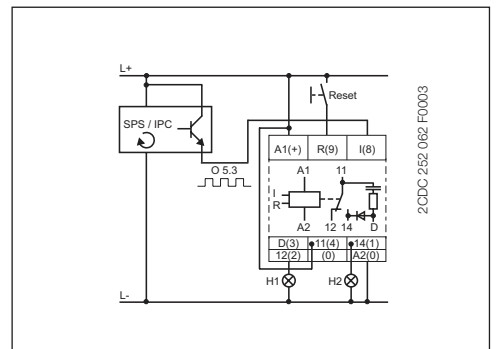 L+
Reset
SPS / IPC
A1(+) R(9) I(8)
O 5.3
A1 11
I
R
A2 12 14 D
D(3) 11(4) 14(1)
12(2) (0) A2(0)
H1 H2
L-
2CDC 252 062 F0003